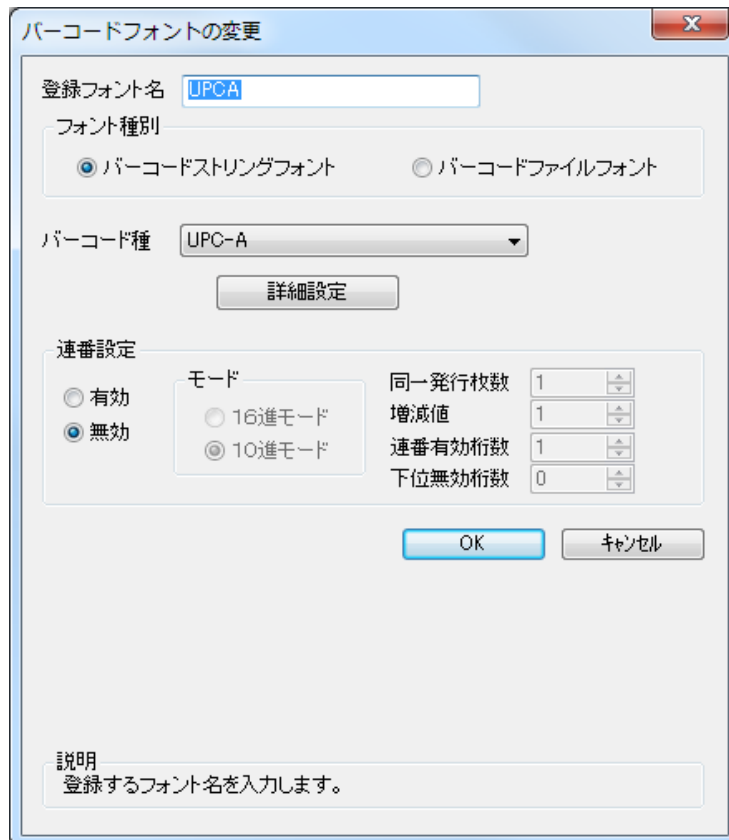 バーコードフォントの変更
登録フォント名 UPCA
フォント種別
バーコードストリングフォント バーコードファイルフォント
バーコード種 UPC-A
詳細設定
連番設定
有効
無効
モード
16進モード
10進モード
同一発行枚数 1
増減値 1
連番有効桁数 1
下位無効桁数 0
OK キャンセル
説明
登録するフォント名を入力します。